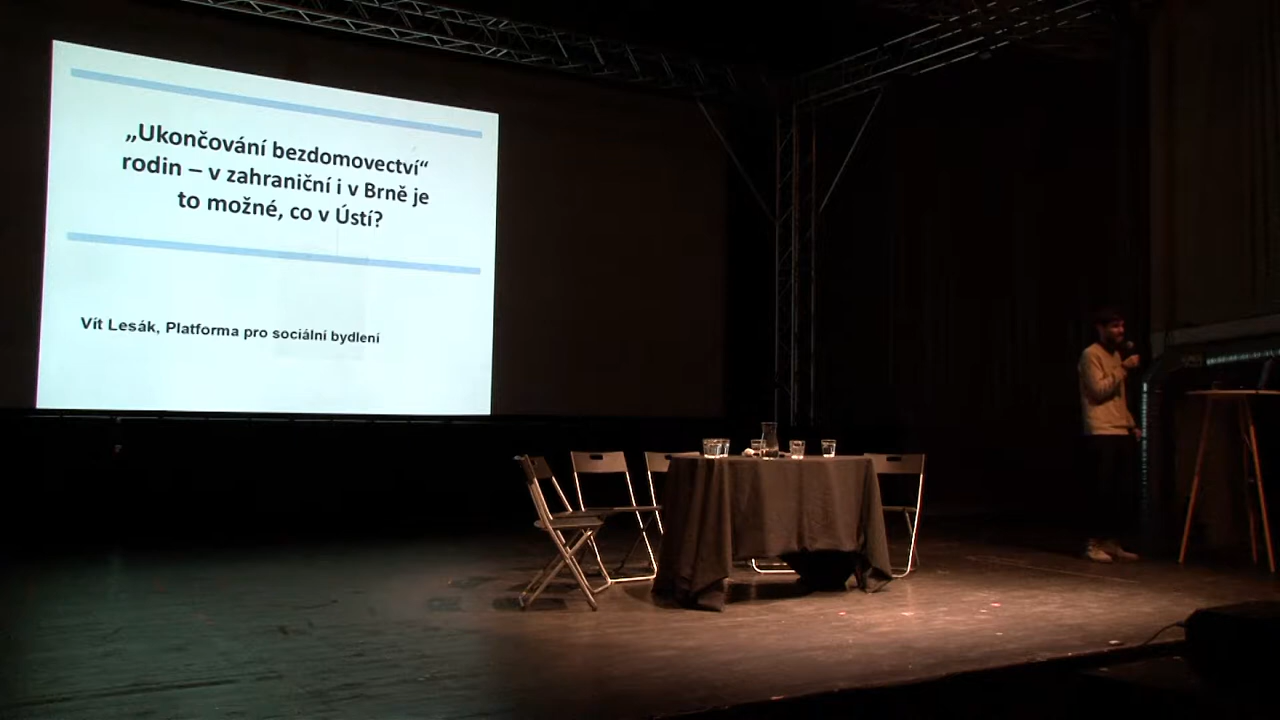 „Ukončování bezdomovectví“
rodin – v zahraniční i v Brně je
to možné, co v Ústí?
Vít Lesák, Platforma pro sociální bydlení